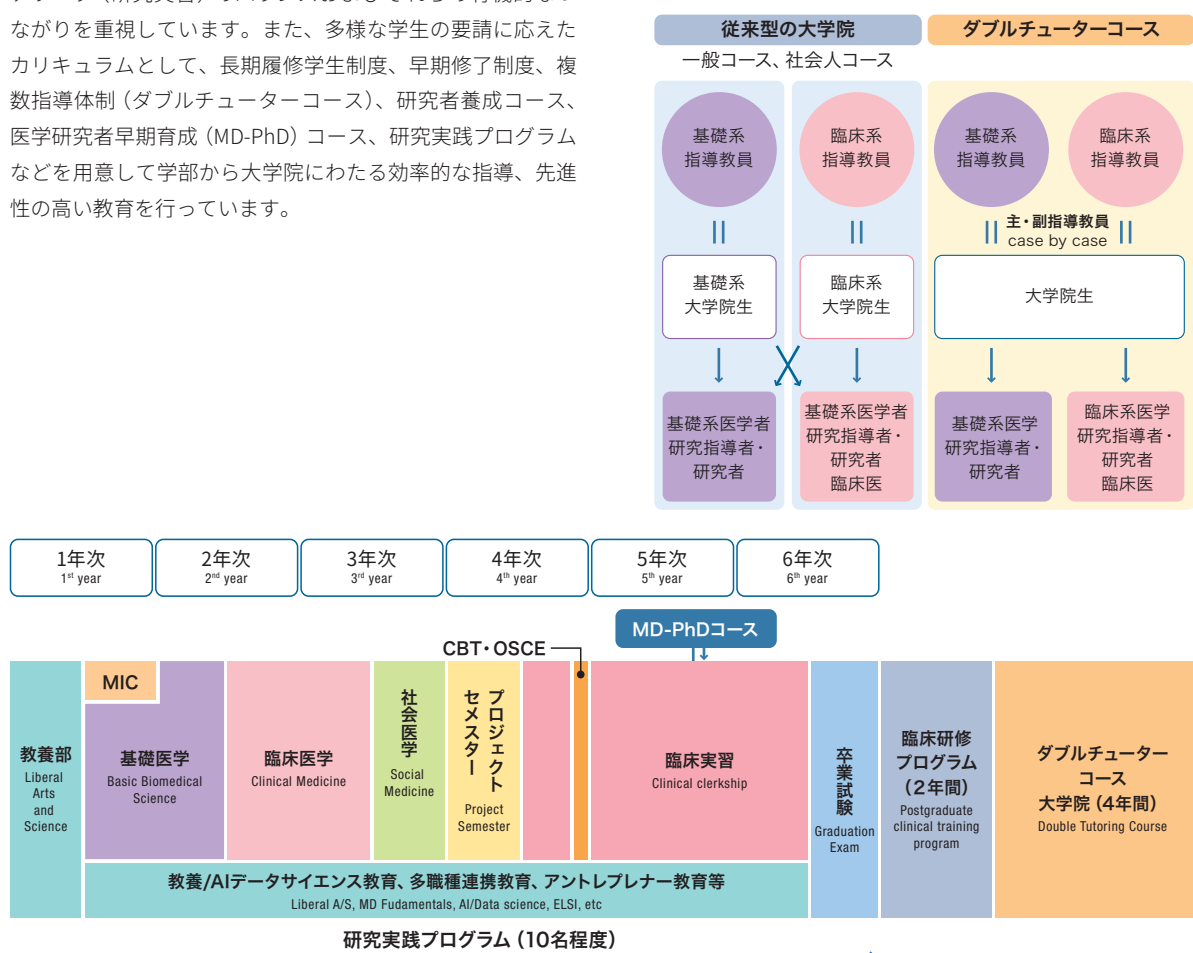 ながりを重視しています。また、多様な学生の要請に応えた
カリキュラムとして、長期履修学生制度、早期修了制度、複
数指導体制（ダブルチューターコース）、研究者養成コース、
医学研究者早期育成（MD-PhD）コース、研究実践プログラム
などを用意して学部から大学院にわたる効率的な指導、先進
性の高い教育を行っています。
従来型の大学院
一般コース、社会人コース
ダブルチューターコース
基礎系
指導教員
臨床系
指導教員
基礎系
指導教員
臨床系
指導教員
主・副指導教員
case by case
基礎系
大学院生
臨床系
大学院生
大学院生
基礎系医学者
研究指導者・
研究者
基礎系医学者
研究指導者・
研究者
臨床医
基礎系医学
研究指導者・
研究者
臨床系医学
研究指導者・
研究者
臨床医
1年次
1st year
2年次
2nd year
3年次
3rd year
4年次
4th year
5年次
5th year
6年次
6th year
MD-PhDコース
CBT・OSCE
教養部
Liberal
Arts
and
Science
MIC
基礎医学
Basic Biomedical
Science
臨床医学
Clinical Medicine
社会医学
Social
Medicine
プロジェクト
セメスター
Project
Semester
臨床実習
Clinical clerkship
卒業試験
Graduation
Exam
臨床研修
プログラム
（2年間）
Postgraduate
clinical training
program
ダブルチューター
コース
大学院（4年間）
Double Tutoring Course
教養/AIデータサイエンス教育、多職種連携教育、アントレプレナー教育等
Liberal A/S, MD Fudamentals, AI/Data science, ELSI, etc
研究実践プログラム（10名程度）